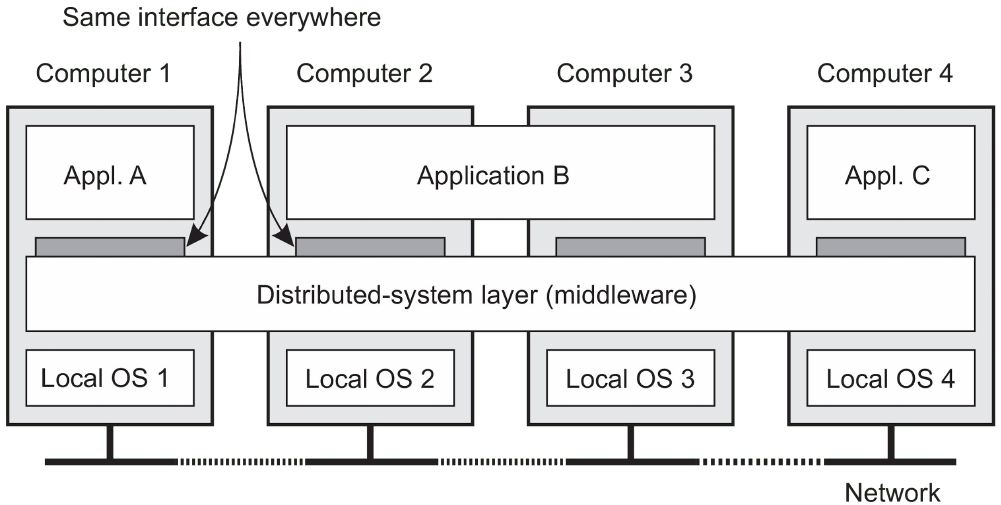 Same interface everywhere
Computer 1
Computer 2
Computer 3
Computer 4
Appl. A
Application B
Appl. C
Distributed-system layer (middleware)
Local OS 1
Local OS 2
Local OS 3
Local OS 4
Network